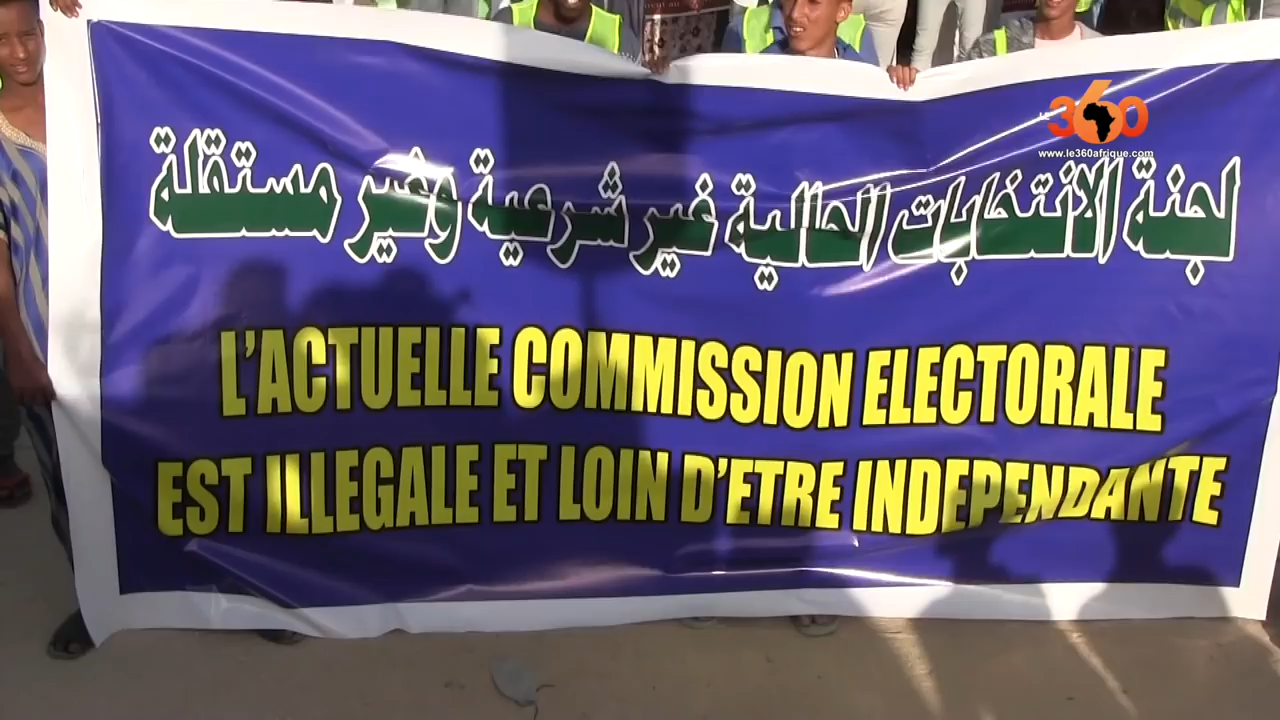 LE 360
www.le360afrique.com
لجنة الانتخابات الحالية غير شرعية وغير مستقلة
L'ACTUELLE COMMISSION ELECTORALE
EST ILLEGALE ET LOIN D'ETRE INDEPENDANTE